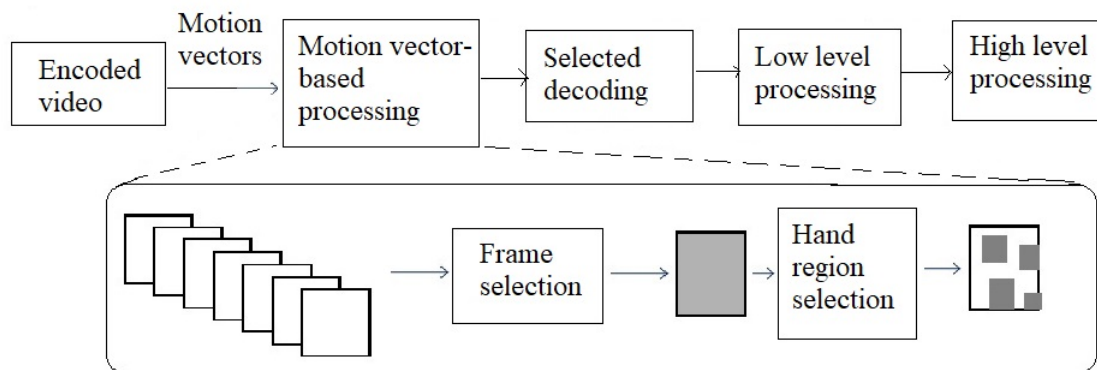 Encoded
video
Motion
vectors
Motion vector-
based
processing
Selected
decoding
Low level
processing
High level
processing
Frame
selection
Hand
region
selection